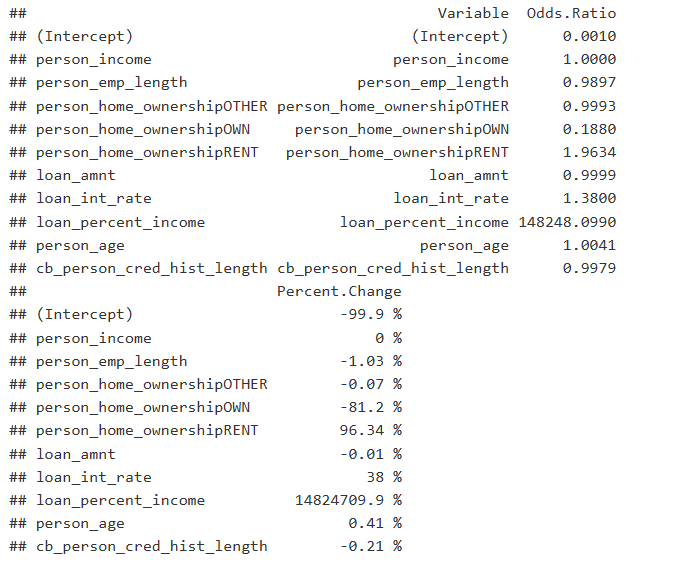 ##                                                 Variable  Odds.Ratio
## (Intercept)                                  (Intercept)      0.0010
## person_income                              person_income      1.0000
## person_emp_length                      person_emp_length      0.9897
## person_home_ownershipOTHER person_home_ownershipOTHER      0.9993
## person_home_ownershipOWN     person_home_ownershipOWN      0.1880
## person_home_ownershipRENT   person_home_ownershipRENT      1.9634
## loan_amnt                                      loan_amnt      0.9999
## loan_int_rate                              loan_int_rate      1.3800
## loan_percent_income                  loan_percent_income 148248.0990
## person_age                                    person_age      1.0041
## cb_person_cred_hist_length cb_person_cred_hist_length      0.9979
##                            Percent.Change
## (Intercept)                       -99.9 %
## person_income                         0 %
## person_emp_length                 -1.03 %
## person_home_ownershipOTHER        -0.07 %
## person_home_ownershipOWN          -81.2 %
## person_home_ownershipRENT         96.34 %
## loan_amnt                         -0.01 %
## loan_int_rate                        38 %
## loan_percent_income          14824709.9 %
## person_age                         0.41 %
## cb_person_cred_hist_length        -0.21 %